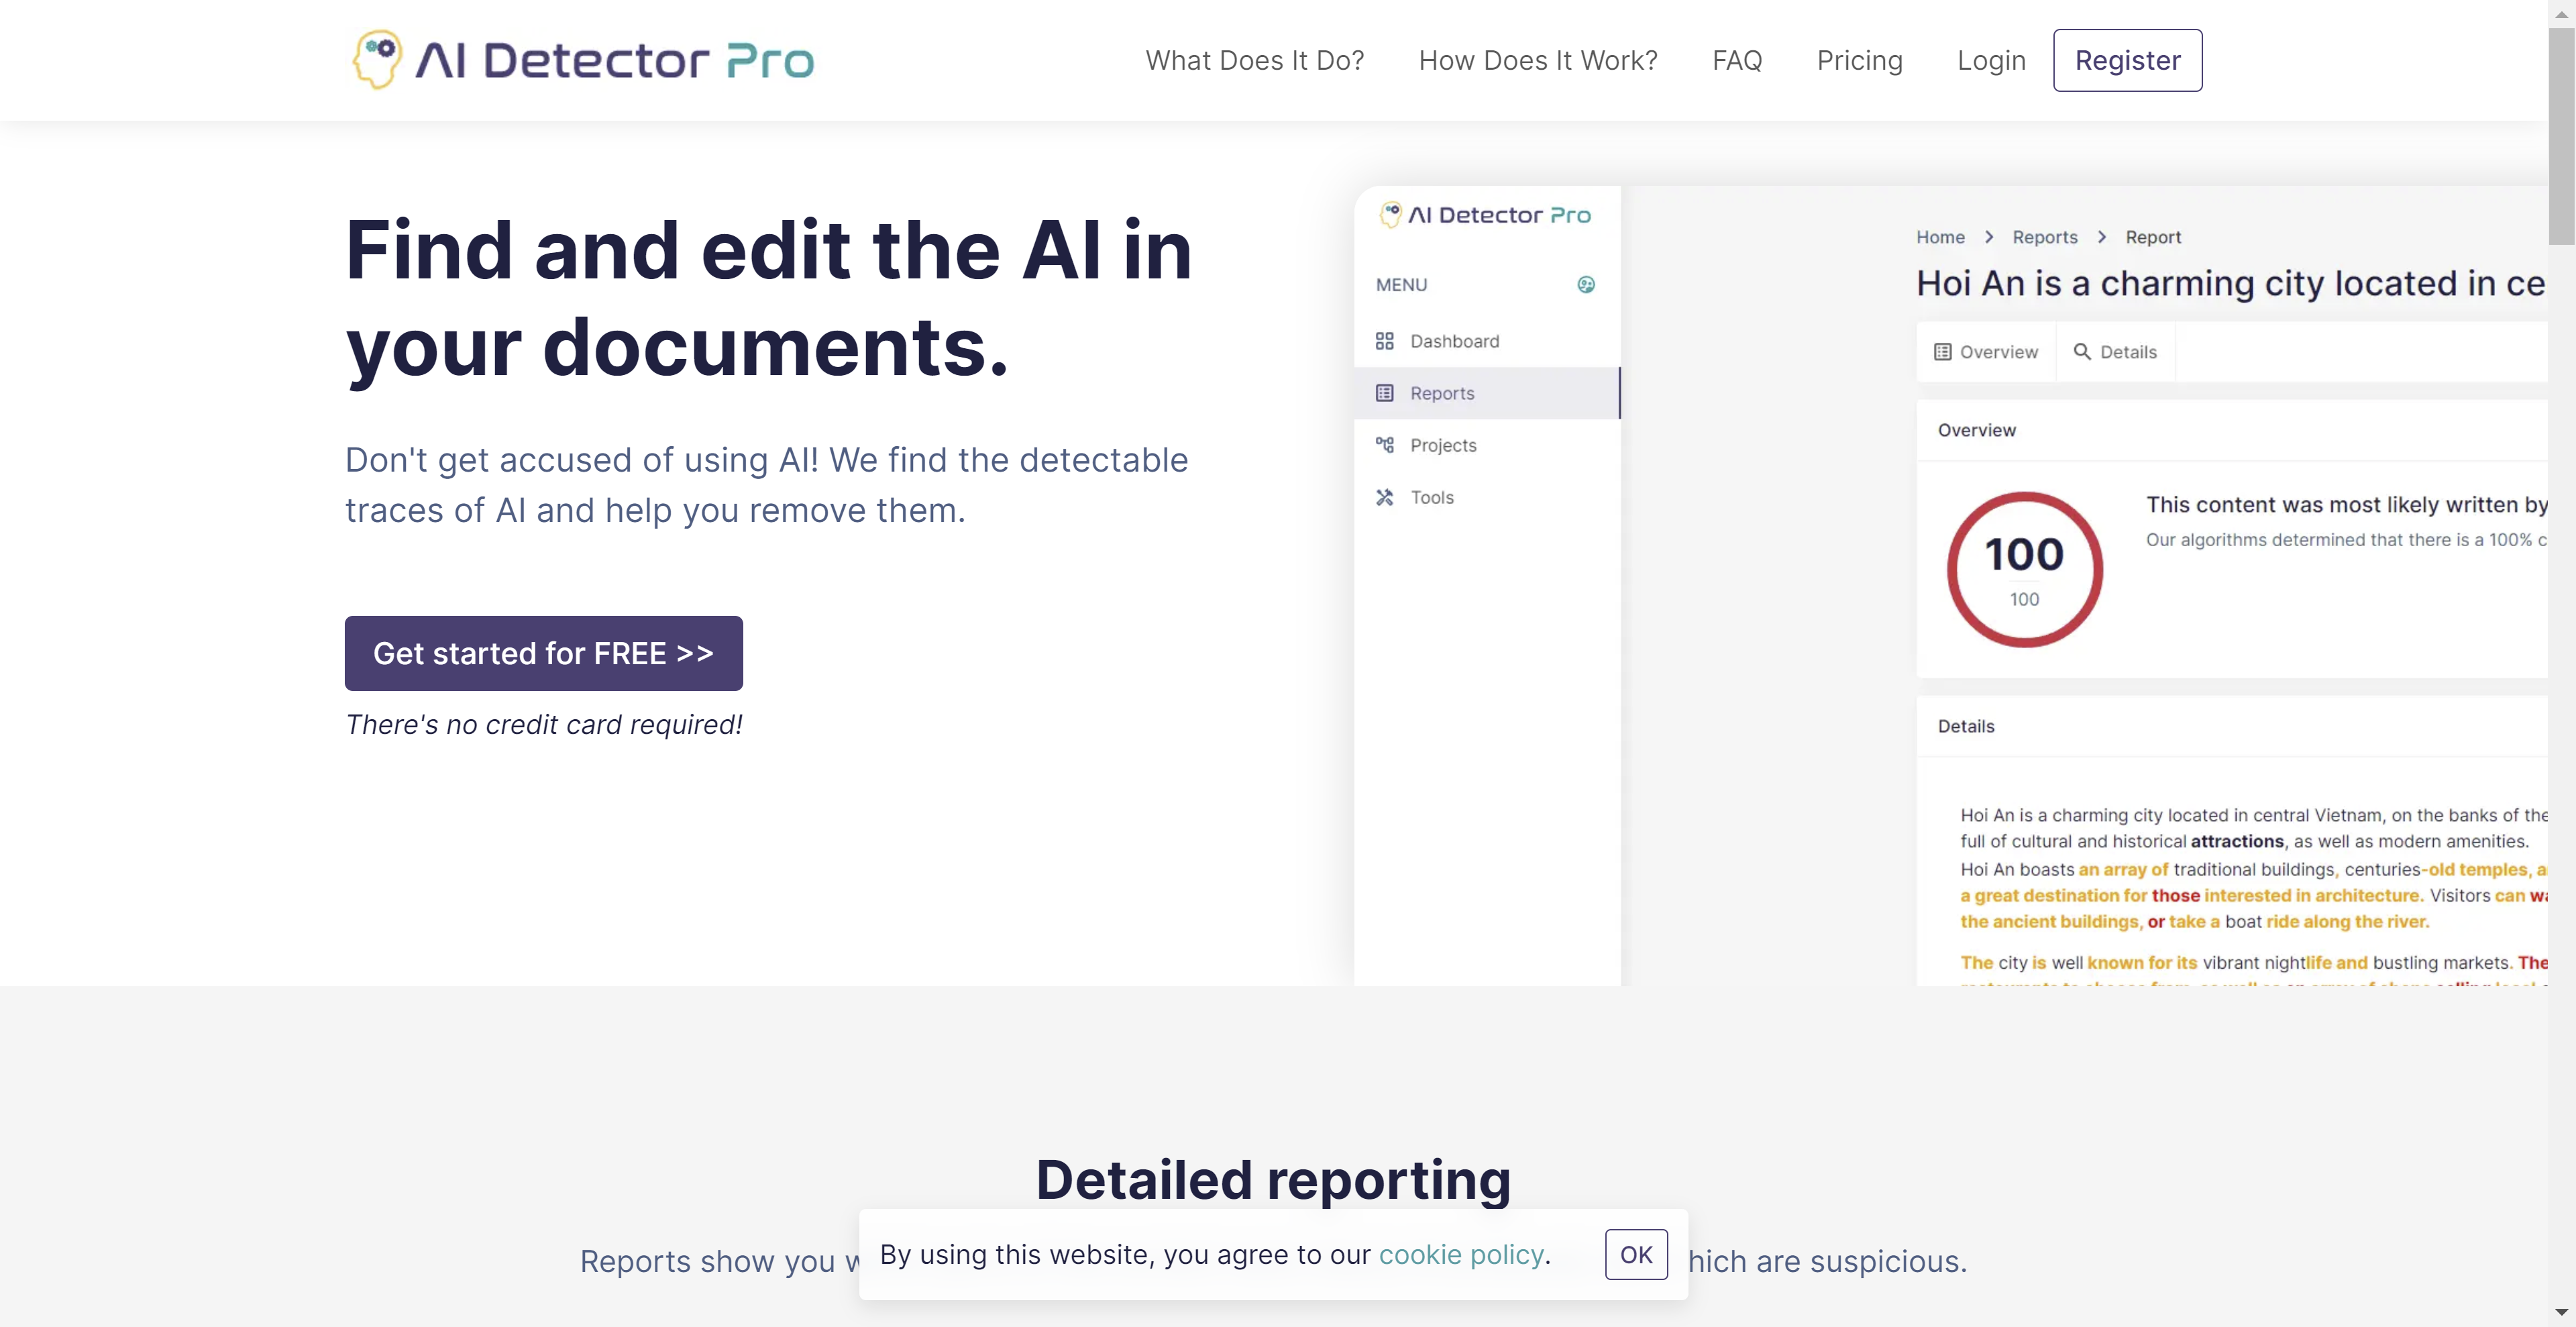 AI Detector Pro
What Does It Do?
How Does It Work?
FAQ
Pricing
Login
Register
Find and edit the AI in
your documents.
Don't get accused of using AI! We find the detectable
traces of AI and help you remove them.
Get started for FREE >>
There's no credit card required!
AI Detector Pro
MENU
Dashboard
Reports
Projects
Tools
Home > Reports > Report
Hoi An is a charming city located in ce
Overview
Details
Overview
100
100
This content was most likely written by
Our algorithms determined that there is a 100% c
Details
Hoi An is a charming city located in central Vietnam, on the banks of the
full of cultural and historical attractions, as well as modern amenities.
Hoi An boasts an array of traditional buildings, centuries-old temples, a
a great destination for those interested in architecture. Visitors can wa
the ancient buildings, or take a boat ride along the river.
The city is well known for its vibrant nightlife and bustling markets. The
Detailed reporting
Reports show you w
hich are suspicious.
By using this website, you agree to our cookie policy.
OK